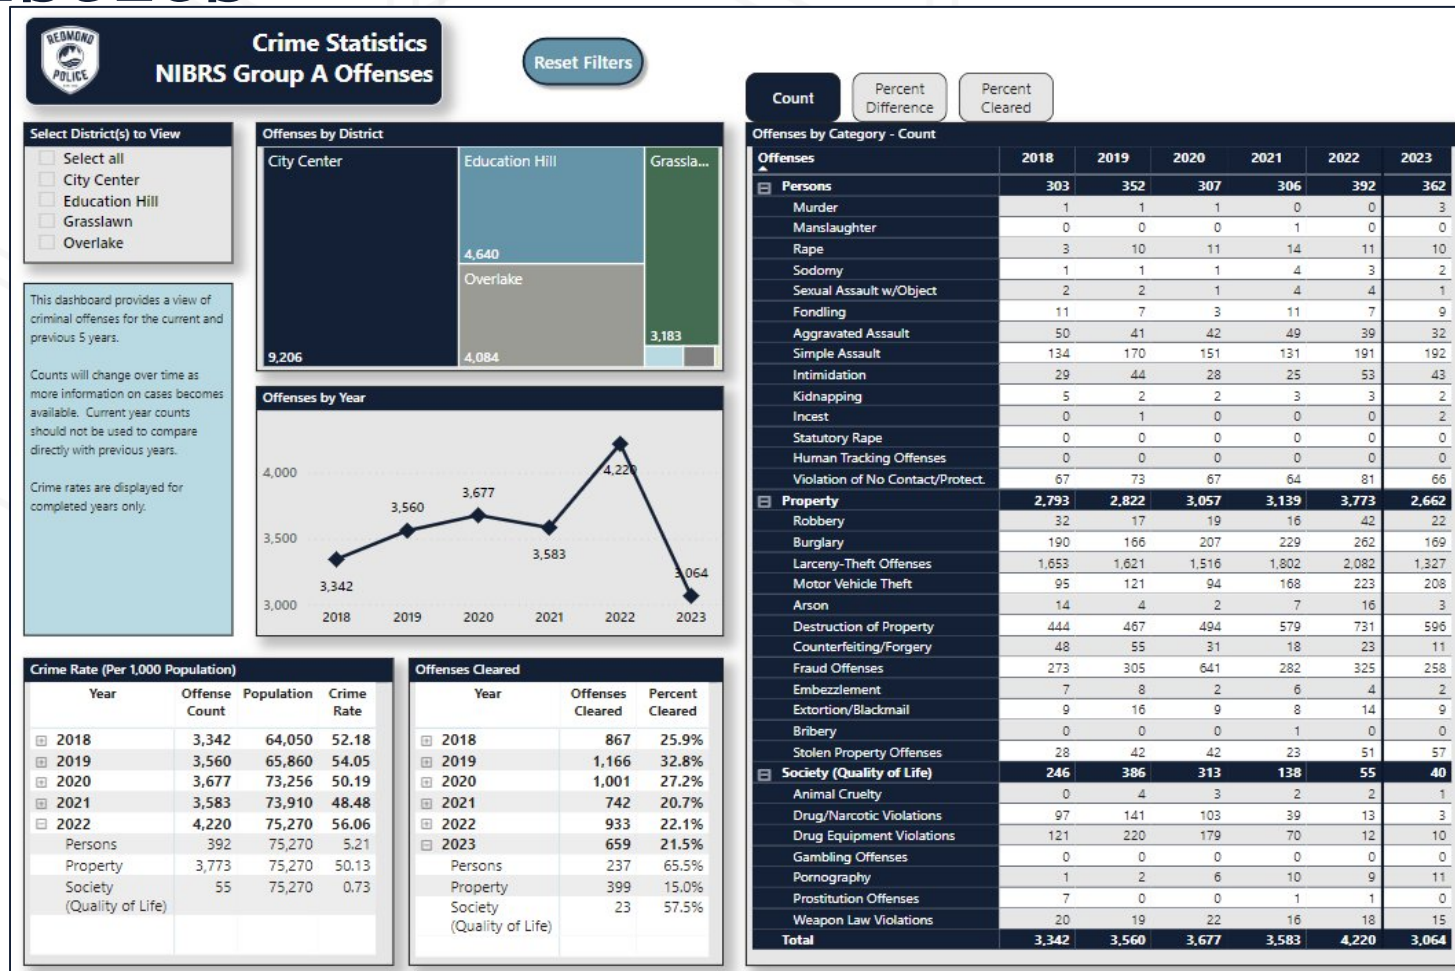 REDMOND
POLICE
Crime Statistics
NIBRS Group A Offenses
Reset Filters
Count
Percent
Difference
Percent
Cleared
Select District(s) to View
Select all
City Center
Education Hill
Grasslawn
Overlake
This dashboard provides a view of
criminal offenses for the current and
previous 5 years.
Counts will change over time as
more information on cases becomes
available. Current year counts
should not be used to compare
directly with previous years.
Crime rates are displayed for
completed years only.
Offenses by District
City Center
9,206
Education Hill
4,640
Overlake
4,084
Grassla...
3,183
Offenses by Year
4,000
3,500
3,000
3,342
3,560
3,677
3,583
4,220
3,064
2018 2019 2020 2021 2022 2023
Crime Rate (Per 1,000 Population)
Year Offense Count Population Crime Rate
2018 3,342 64,050 52.18
2019 3,560 65,860 54.05
2020 3,677 73,256 50.19
2021 3,583 73,910 48.48
2022 4,220 75,270 56.06
Persons 392 75,270 5.21
Property 3,773 75,270 50.13
Society 55 75,270 0.73
(Quality of Life)
Offenses Cleared
Year Offenses Cleared Percent Cleared
2018 867 25.9%
2019 1,166 32.8%
2020 1,001 27.2%
2021 742 20.7%
2022 933 22.1%
2023 659 21.5%
Persons 237 65.5%
Property 399 15.0%
Society 23 57.5%
(Quality of Life)
Offenses by Category - Count
Offenses 2018 2019 2020 2021 2022 2023
Persons 303 352 307 306 392 362
Murder 1 1 1 0 0 3
Manslaughter 0 0 0 1 0 0
Rape 3 10 11 14 11 10
Sodomy 1 1 1 4 3 2
Sexual Assault w/Object 2 2 1 4 4 1
Fondling 11 7 3 11 7 9
Aggravated Assault 50 41 42 49 39 32
Simple Assault 134 170 151 131 191 192
Intimidation 29 44 28 25 53 43
Kidnapping 5 2 2 3 3 2
Incest 0 1 0 0 0 2
Statutory Rape 0 0 0 0 0 0
Human Tracking Offenses 0 0 0 0 0 0
Violation of No Contact/Protect. 67 73 67 64 81 66
Property 2,793 2,822 3,057 3,139 3,773 2,662
Robbery 32 17 19 16 42 22
Burglary 190 166 207 229 262 169
Larceny-Theft Offenses 1,653 1,621 1,516 1,802 2,082 1,327
Motor Vehicle Theft 95 121 94 168 223 208
Arson 14 4 2 7 16 3
Destruction of Property 444 467 494 579 731 596
Counterfeiting/Forgery 48 55 31 18 23 11
Fraud Offenses 273 305 641 282 325 258
Embezzlement 7 8 2 6 4 2
Extortion/Blackmail 9 16 9 8 14 9
Bribery 0 0 0 1 0 0
Stolen Property Offenses 28 42 42 23 51 57
Society (Quality of Life) 246 386 313 138 55 40
Animal Cruelty 0 4 3 2 2 1
Drug/Narcotic Violations 97 141 103 39 13 3
Drug Equipment Violations 121 220 179 70 12 10
Gambling Offenses 0 0 0 0 0 0
Pornography 1 2 6 10 9 11
Prostitution Offenses 7 0 0 1 1 0
Weapon Law Violations 20 19 22 16 18 15
Total 3,342 3,560 3,677 3,583 4,220 3,064